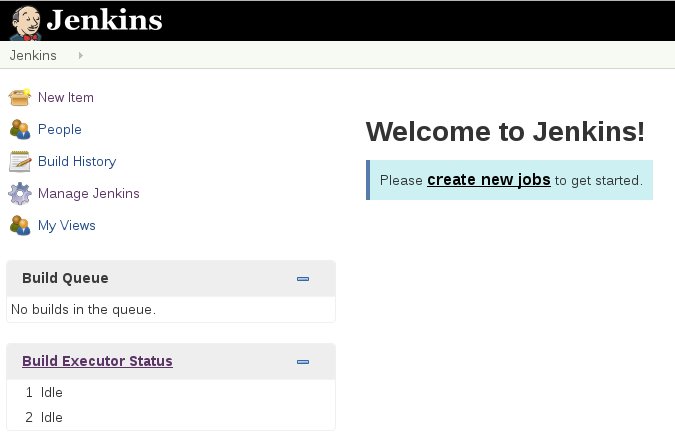 Jenkins
Jenkins
New Item
People
Build History
Manage Jenkins
My Views
Welcome to Jenkins!
Please create new jobs to get started.
Build Queue
No builds in the queue.
Build Executor Status
1 Idle
2 Idle